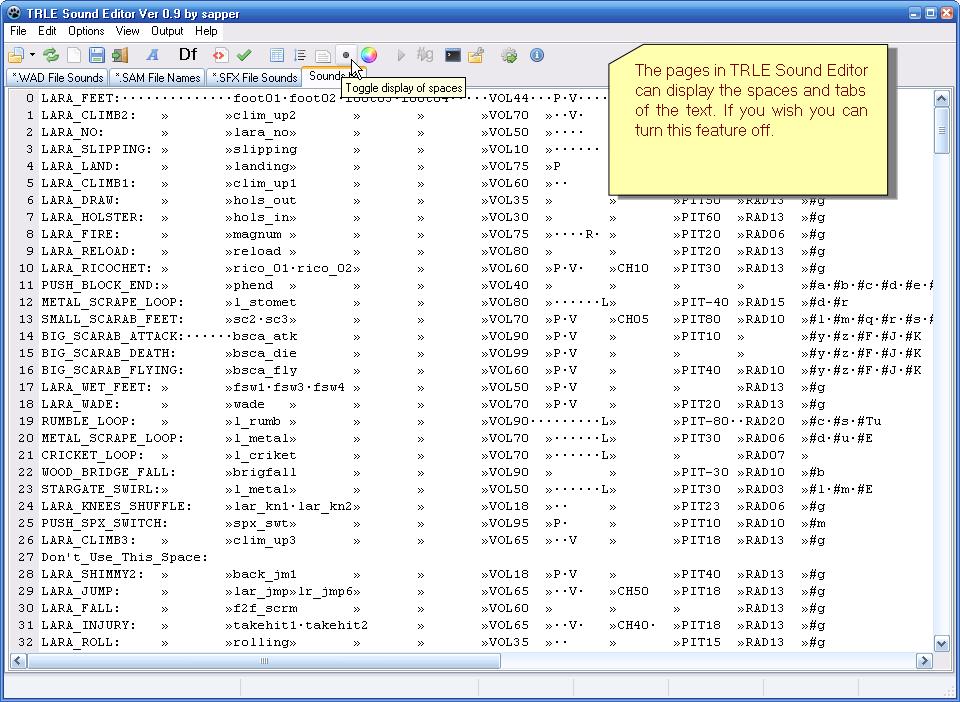 TRLE Sound Editor Ver 0.9 by sapper
File Edit Options View Output Help
Df
*.WAD File Sounds *.SAM File Names *.SFX File Sounds Sounds
Toggle display of spaces
The pages in TRLE Sound Editor
can display the spaces and tabs
of the text. If you wish you can
turn this feature off.
0 LARA_FEET:··············foot01·foot02·foot03·foot04····VOL44···P·V····
1 LARA_CLIMB2: » »clim_up2 » » »VOL70 »··V·
2 LARA_NO: » »lara_no» » » »VOL50 »····
3 LARA_SLIPPING: » »slipping » » »VOL10 »······
4 LARA_LAND: » »landing» » » »VOL75 »P
5 LARA_CLIMB1: » »clim_up1 » » »VOL60 »··
6 LARA_DRAW: » »hols_out » » »VOL35 » » »PIT50 »RAD13 »#g
7 LARA_HOLSTER: » »hols_in» » » »VOL30 » » »PIT60 »RAD13 »#g
8 LARA_FIRE: » »magnum » » » »VOL75 »····R· » »PIT20 »RAD06 »#g
9 LARA_RELOAD: » »reload » » » »VOL80 » » »PIT20 »RAD13 »#g
10 LARA_RICOCHET: » »rico_01·rico_02» » »VOL60 »P·V· »CH10 »PIT30 »RAD13 »#g
11 PUSH_BLOCK_END:» »phend » » » »VOL40 » » » » »#a·#b·#c·#d·#e·#
12 METAL_SCRAPE_LOOP: »l_stomet » » »VOL80 »······L» »PIT-40 »RAD15 »#d·#r
13 SMALL_SCARAB_FEET: »sc2·sc3» » » »VOL70 »P·V »CH05 »PIT80 »RAD10 »#l·#m·#q·#r·#s·#
14 BIG_SCARAB_ATTACK:······bsca_atk » » »VOL90 »P·V » »PIT10 » »#y·#z·#F·#J·#K
15 BIG_SCARAB_DEATH: »bsca_die » » »VOL99 »P·V » » » »#y·#z·#F·#J·#K
16 BIG_SCARAB_FLYING: »bsca_fly » » »VOL60 »P·V· » »PIT40 »RAD10 »#y·#z·#F·#J·#K
17 LARA_WET_FEET: » »fsw1·fsw3·fsw4 » » »VOL50 »P·V » » »RAD13 »#g
18 LARA_WADE: » »wade » » » »VOL70 »P·V » »PIT20 »RAD13 »#g
19 RUMBLE_LOOP: » »l_rumb » » » »VOL90·········L» »PIT-80··RAD20 »#c·#s·#Tu
20 METAL_SCRAPE_LOOP: »l_metal» » » »VOL70 »······L» »PIT30 »RAD06 »#d·#u·#E
21 CRICKET_LOOP: » »l_criket » » »VOL70 »······L» » »RAD07 »
22 WOOD_BRIDGE_FALL: »brigfall » » »VOL90 » » »PIT-30 »RAD10 »#b
23 STARGATE_SWIRL:» »l_metal» » » »VOL50 »······L» »PIT30 »RAD03 »#l·#m·#E
24 LARA_KNEES_SHUFFLE: »lar_kn1·lar_kn2» » »VOL18 »·· » »PIT23 »RAD06 »#g
25 PUSH_SPX_SWITCH: »spx_swt» » » »VOL95 »P· » »PIT10 »RAD10 »#m
26 LARA_CLIMB3: » »clim_up3 » » »VOL65 »··V » »PIT18 »RAD13 »#g
27 Don't_Use_This_Space:
28 LARA_SHIMMY2: » »back_jm1 » » »VOL18 »P·V » »PIT40 »RAD13 »#g
29 LARA_JUMP: » »lar_jmp»lr_jmp6» » »VOL65 »··V· »CH50 »PIT18 »RAD13 »#g
30 LARA_FALL: » »f2f_scrm » » »VOL60 » » » »RAD13 »#g
31 LARA_INJURY: » »takehit1·takehit2 » »VOL65 »··V· »CH40· »PIT18 »RAD13 »#g
32 LARA_ROLL: » »rolling» » » »VOL35 »·· » »PIT15 »RAD13 »#g